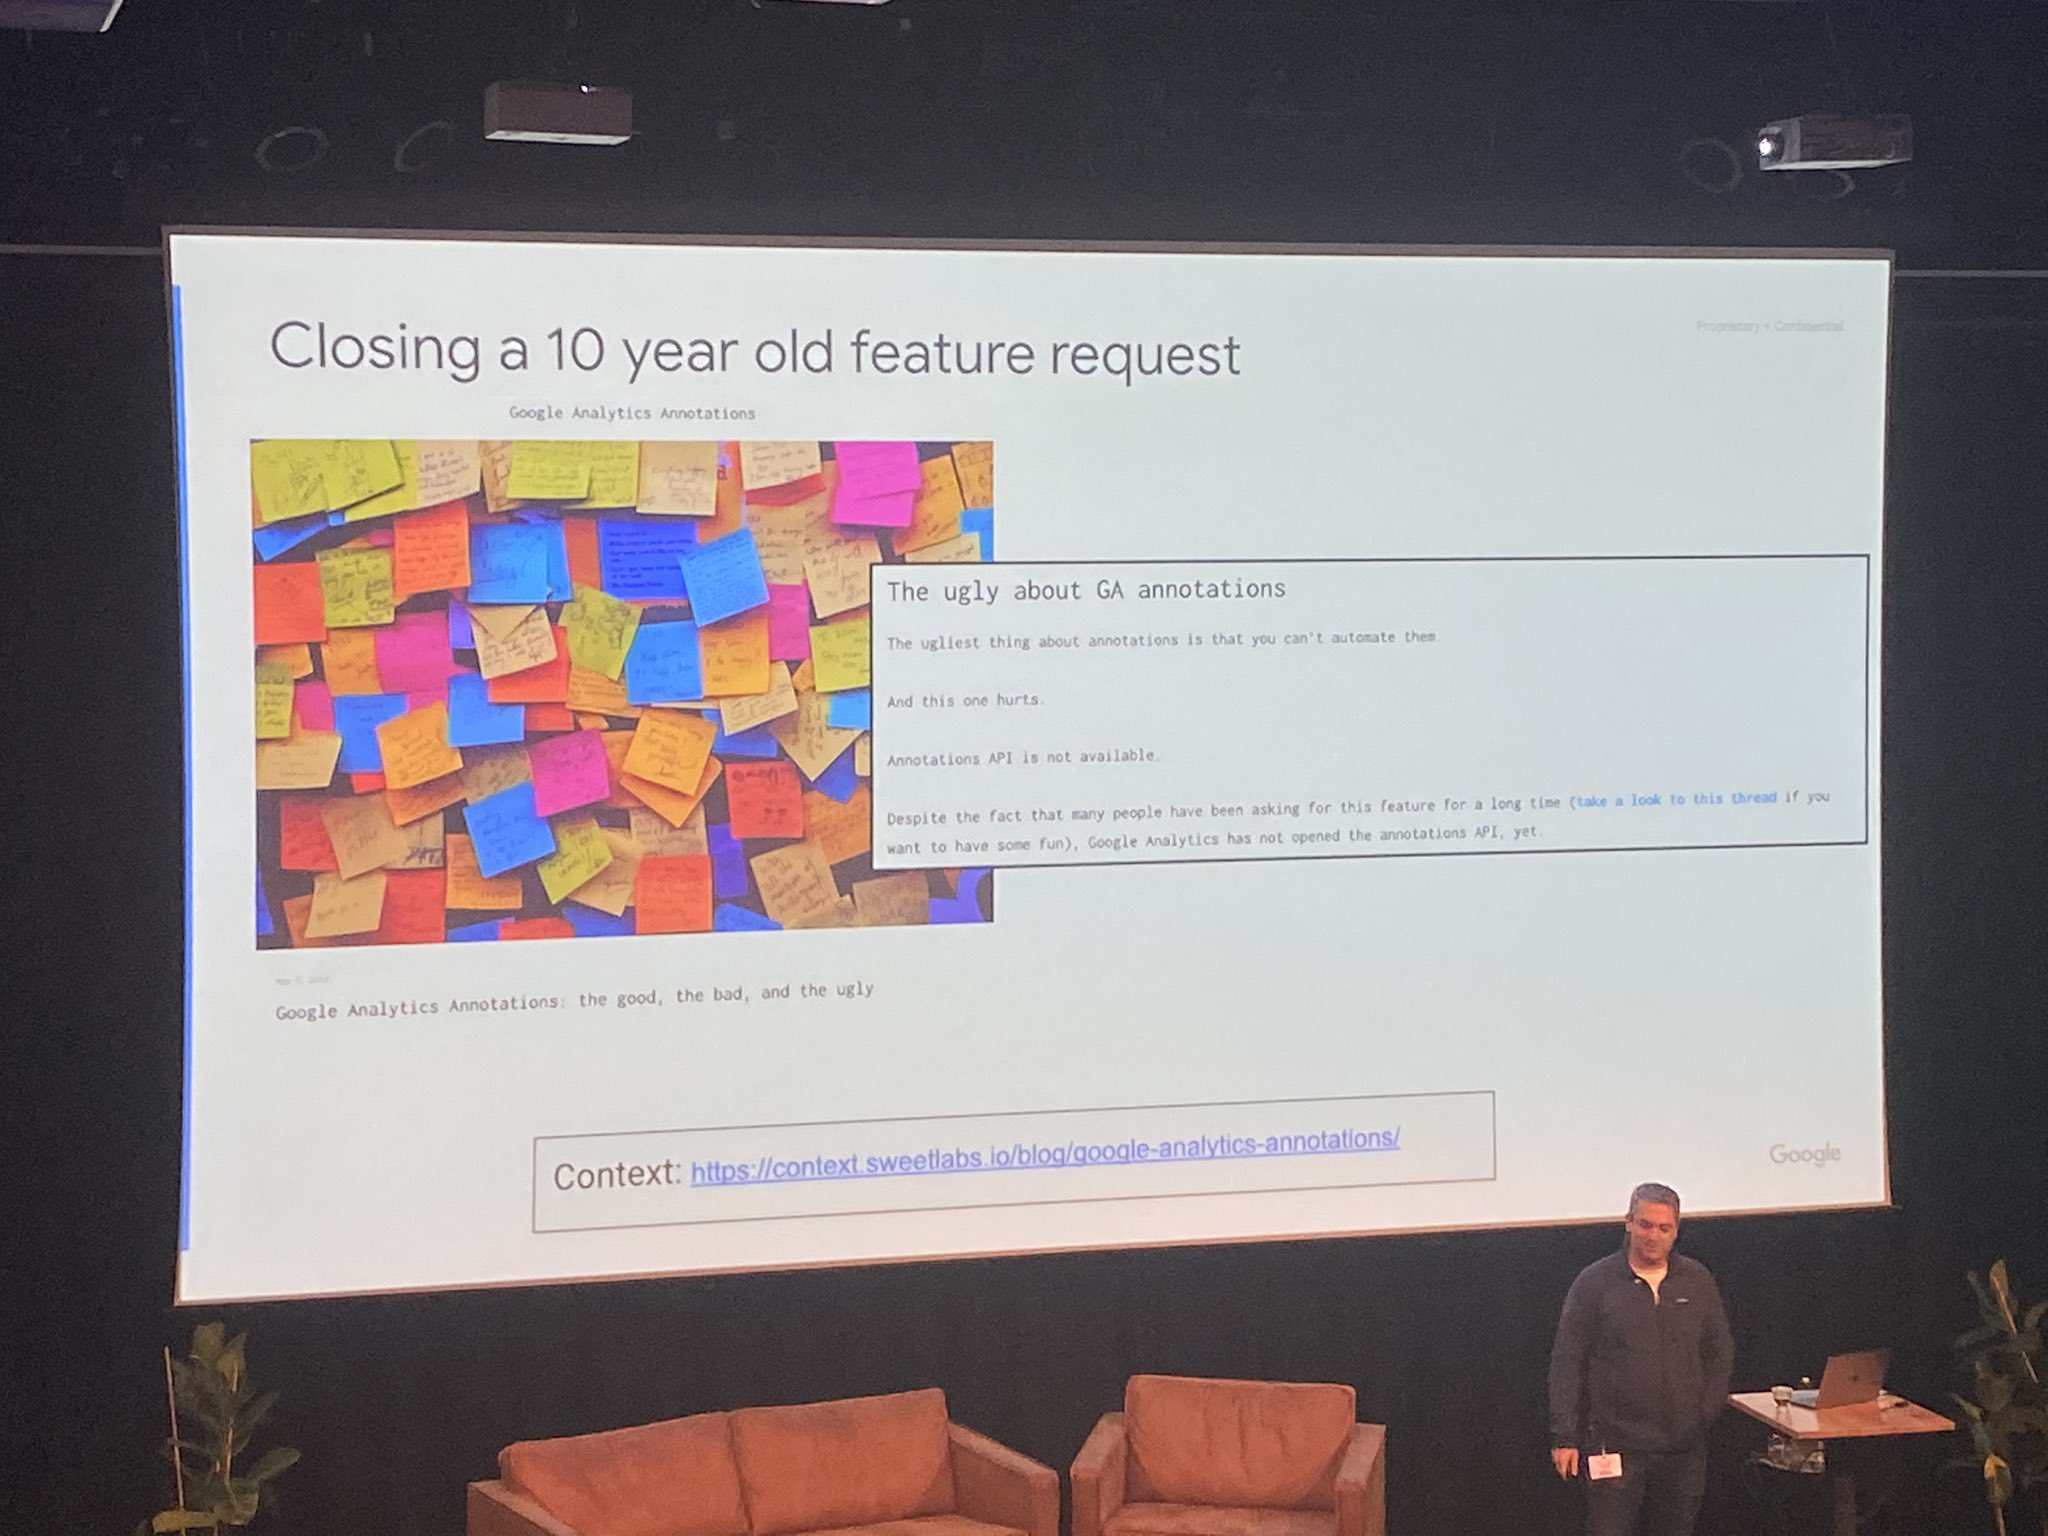 Closing a 10 year old feature request
Proprietary + Confidential
Google Analytics Annotations
The ugly about GA annotations
The ugliest thing about annotations is that you can't automate them.
And this one hurts.
Annotations API is not available.
Despite the fact that many people have been asking for this feature for a long time (take a look to this thread if you
want to have some fun), Google Analytics has not opened the annotations API, yet.
Google Analytics Annotations: the good, the bad, and the ugly
Context: https://context.sweetlabs.io/blog/google-analytics-annotations/
Google